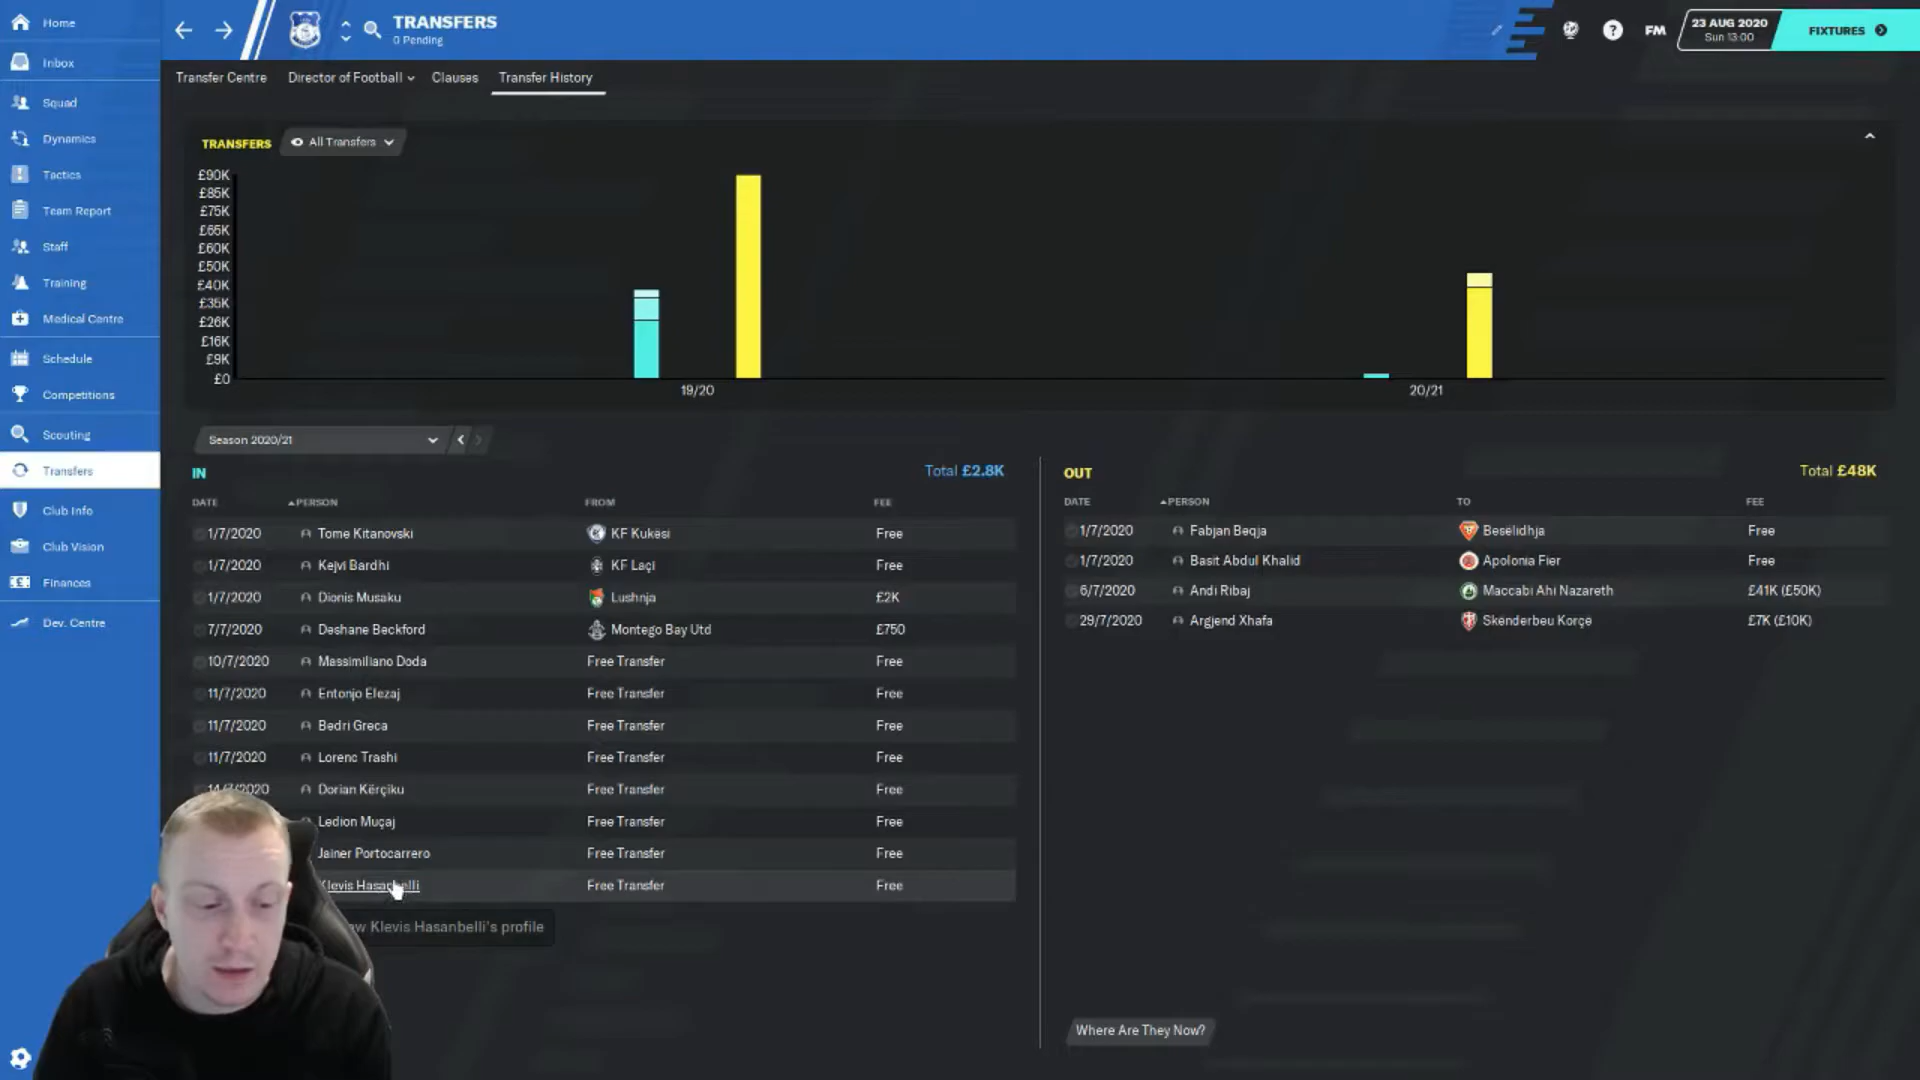 Home
Inbox
Squad
Dynamics
Tactics
Team Report
Staff
Training
Medical Centre
Schedule
Competitions
Scouting
Transfers
Club Info
Club Vision
Finances
Dev. Centre
TRANSFERS
0 Pending
FM
23 AUG 2020
Sun 13:00
FIXTURES
Transfer Centre Director of Football Clauses Transfer History
TRANSFERS All Transfers
£90K
£85K
£75K
£65K
£60K
£50K
£40K
£35K
£26K
£16K
£9K
£0
19/20 20/21
Season 2020/21
IN Total £2.8K
DATE PERSON FROM FEE
1/7/2020 Tome Kitanovski KF Kukësi Free
1/7/2020 Kejvi Bardhi KF Laçi Free
1/7/2020 Dionis Musaku Lushnja £2K
7/7/2020 Deshane Beckford Montego Bay Utd £750
10/7/2020 Massimiliano Doda Free Transfer Free
11/7/2020 Entonjo Elezaj Free Transfer Free
11/7/2020 Bedri Greca Free Transfer Free
11/7/2020 Lorenc Trashi Free Transfer Free
14/7/2020 Dorian Kërçiku Free Transfer Free
Ledion Muçaj Free Transfer Free
Jainer Portocarrero Free Transfer Free
Klevis Hasanbelli Free Transfer Free
Klevis Hasanbelli's profile
OUT Total £48K
DATE PERSON TO FEE
1/7/2020 Fabjan Beqja Besëlidhja Free
1/7/2020 Basit Abdul Khalid Apolonia Fier Free
6/7/2020 Andi Ribaj Maccabi Ahi Nazareth £41K (£50K)
29/7/2020 Argjend Xhafa Skënderbeu Korçe £7K (£10K)
Where Are They Now?